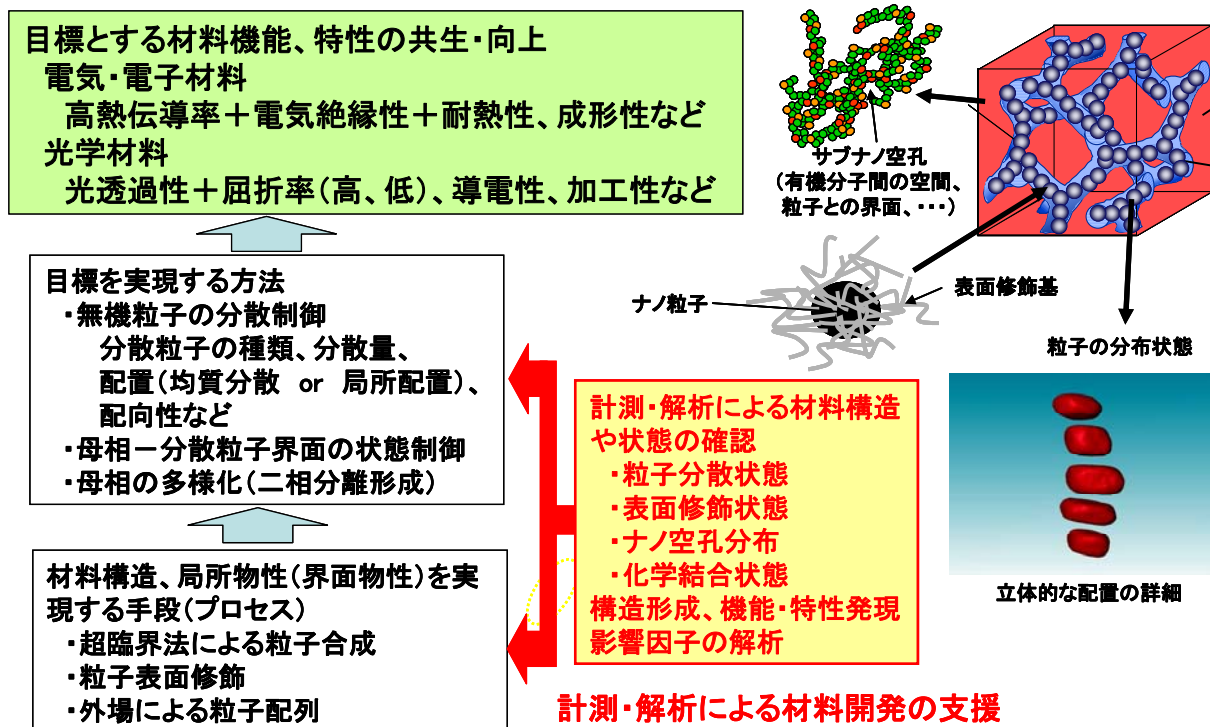 目標とする材料機能、特性の共生・向上
電気・電子材料
高熱伝導率＋電気絶縁性＋耐熱性、成形性など
光学材料
光透過性＋屈折率（高、低）、導電性、加工性など
サブナノ空孔
（有機分子間の空間、
粒子との界面、・・・）
ナノ粒子
表面修飾基
粒子の分布状態
目標を実現する方法
・無機粒子の分散制御
分散粒子の種類、分散量、
配置（均質分散 or 局所配置）、
配向性など
・母相－分散粒子界面の状態制御
・母相の多様化（二相分離形成）
計測・解析による材料構造
や状態の確認
・粒子分散状態
・表面修飾状態
・ナノ空孔分布
・化学結合状態
構造形成、機能・特性発現
影響因子の解析
立体的な配置の詳細
材料構造、局所物性（界面物性）を実
現する手段（プロセス）
・超臨界法による粒子合成
・粒子表面修飾
・外場による粒子配列
計測・解析による材料開発の支援